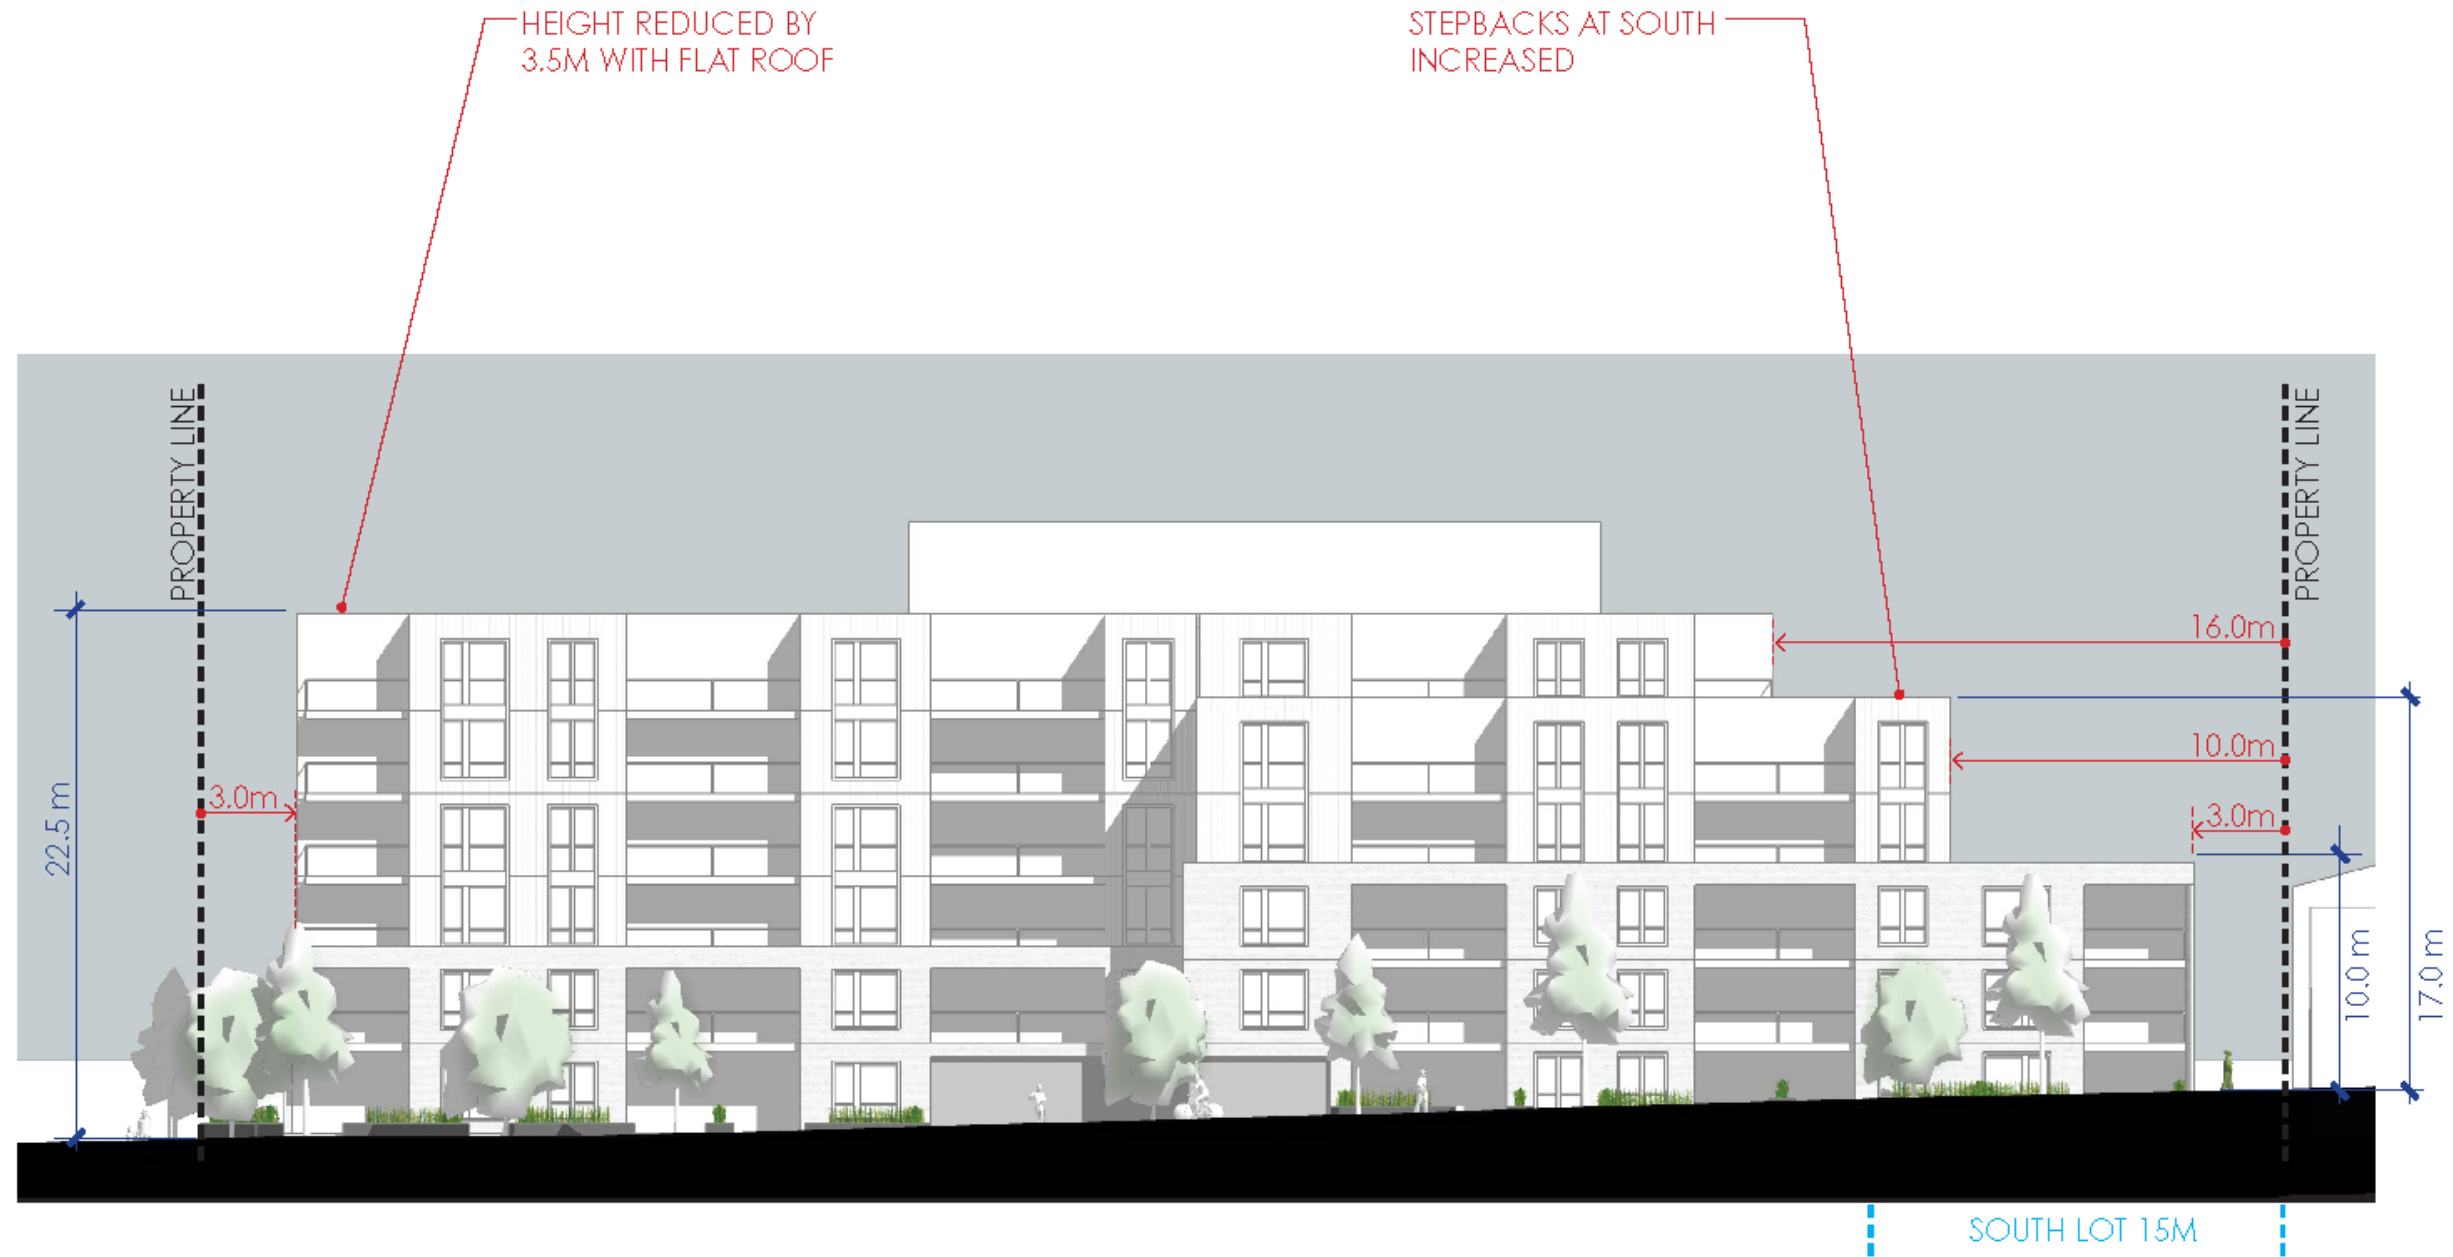 HEIGHT REDUCED BY
3.5M WITH FLAT ROOF
STEPBACKS AT SOUTH
INCREASED
PROPERTY LINE
PROPERTY LINE
16.0m
10.0m
3.0m
3.0m
22.5 m
10.0 m
17.0 m
SOUTH LOT 15M